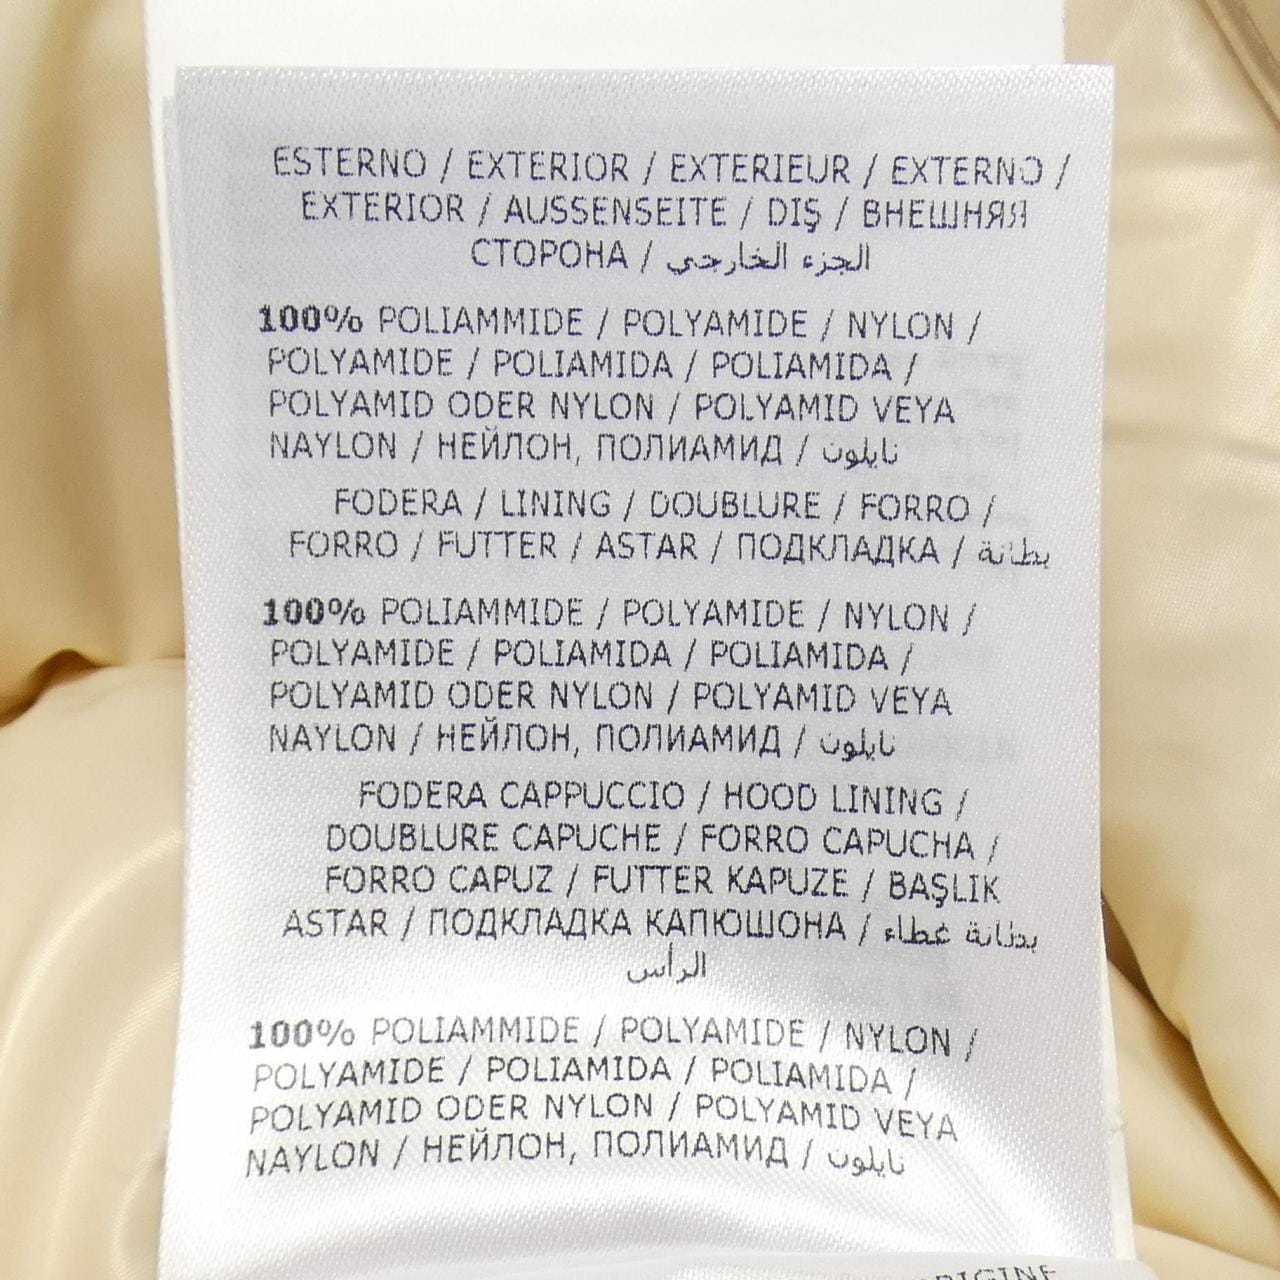 ESTERNO / EXTERIOR / EXTERIEUR / EXTERNO /
EXTERIOR / AUSSENSEITE / DIŞ / ВНЕШНЯЯ
СТОРОНА / الجزء الخارجي
100% POLIAMMIDE / POLYAMIDE / NYLON /
POLYAMIDE / POLIAMIDA / POLIAMIDA /
POLYAMID ODER NYLON / POLYAMID VEYA
NAYLON / НЕЙЛОН, ПОЛИАМИД / نايلون
FODERA / LINING / DOUBLURE / FORRO /
FORRO / FUTTER / ASTAR / ПОДКЛАДКА / بطانة
100% POLIAMMIDE / POLYAMIDE / NYLON /
POLYAMIDE / POLIAMIDA / POLIAMIDA /
POLYAMID ODER NYLON / POLYAMID VEYA
NAYLON / НЕЙЛОН, ПОЛИАМИД / نايلون
FODERA CAPPUCCIO / HOOD LINING /
DOUBLURE CAPUCHE / FORRO CAPUCHA /
FORRO CAPUZ / FUTTER KAPUZE / BAŞLIK
ASTAR / ПОДКЛАДКА КАПЮШОНА / بطانة غطاء
الرأس
100% POLIAMMIDE / POLYAMIDE / NYLON /
POLYAMIDE / POLIAMIDA / POLIAMIDA /
POLYAMID ODER NYLON / POLYAMID VEYA
NAYLON / НЕЙЛОН, ПОЛИАМИД / نايلون